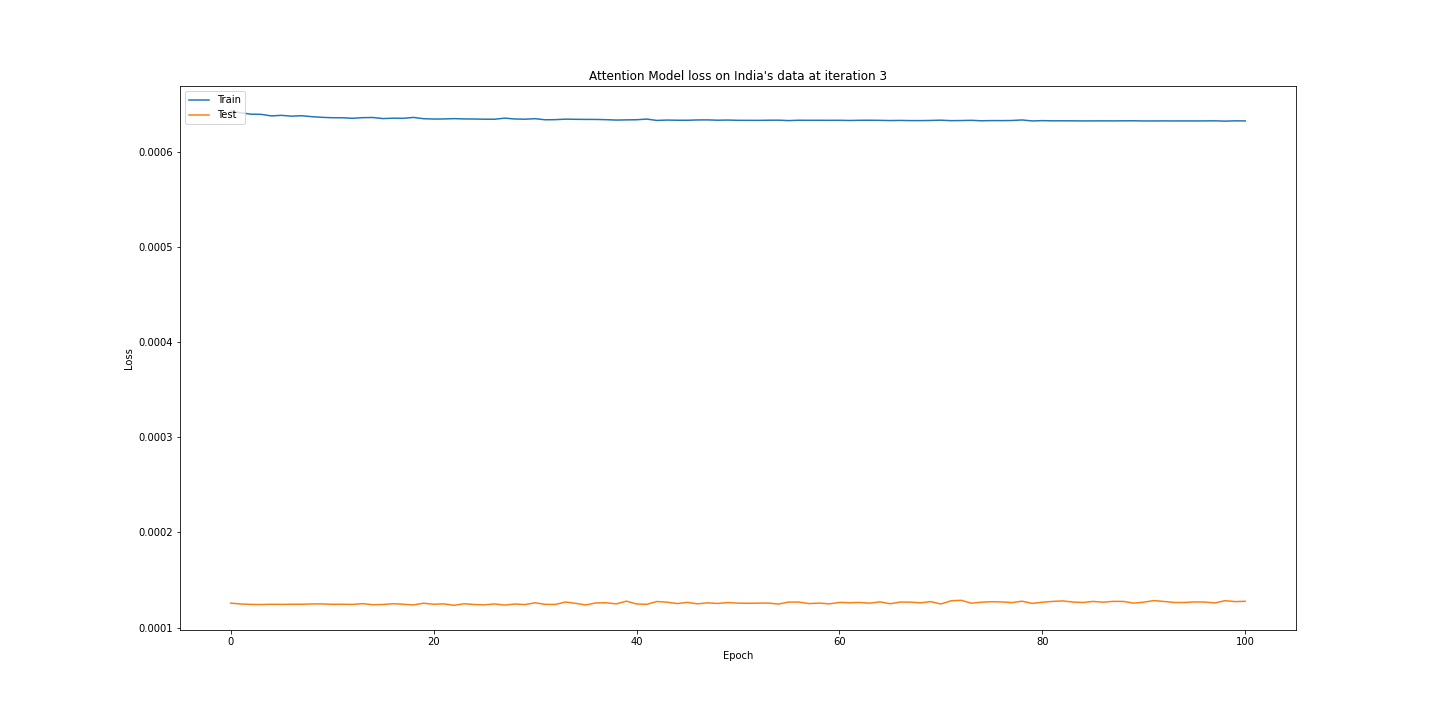 Attention Model loss on India's data at iteration 3
Train
Test
0.0006
0.0005
0.0004
0.0003
0.0002
0.0001
Loss
0 20 40 60 80 100
Epoch